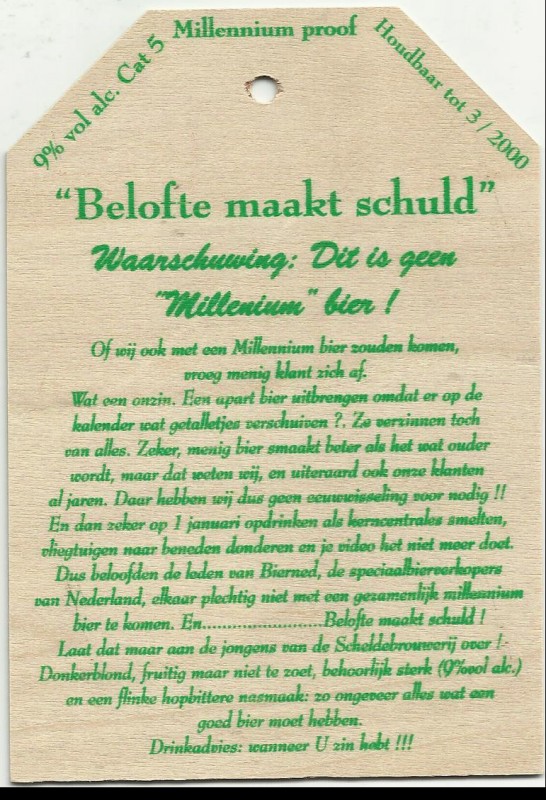 Millennium proof
9% vol alc. Cat 5
Houdbaar tot 3 / 2000
“Belofte maakt schuld”
Waarschuwing: Dit is geen
"Millenium" bier !
Of wij ook met een Millennium bier zouden komen,
vroeg menig klant zich af.
Wat een onzin. Een apart bier uitbrengen omdat er op de
kalender wat getalletjes verschuiven ?. Ze verzinnen toch
van alles. Zeker, menig bier smaakt beter als het wat ouder
wordt, maar dat weten wij, en uiteraard ook onze klanten
al jaren. Daar hebben wij dus geen eeuwwisseling voor nodig !!
En dan zeker op 1 januari opdrinken als kerncentrales smelten,
vliegtuigen naar beneden donderen en je video het niet meer doet.
Dus beloofden de leden van Bierned, de speciaalbierverkopers
van Nederland, elkaar plechtig niet met een gezamenlijk millennium
bier te komen. En........................Belofte maakt schuld !
Laat dat maar aan de jongens van de Scheldebrouwerij over !
Donkerblond, fruitig maar niet te zoet, behoorlijk sterk (9%vol alc.)
en een flinke hopbittere nasmaak: zo ongeveer alles wat een
goed bier moet hebben.
Drinkadvies: wanneer U zin hebt !!!